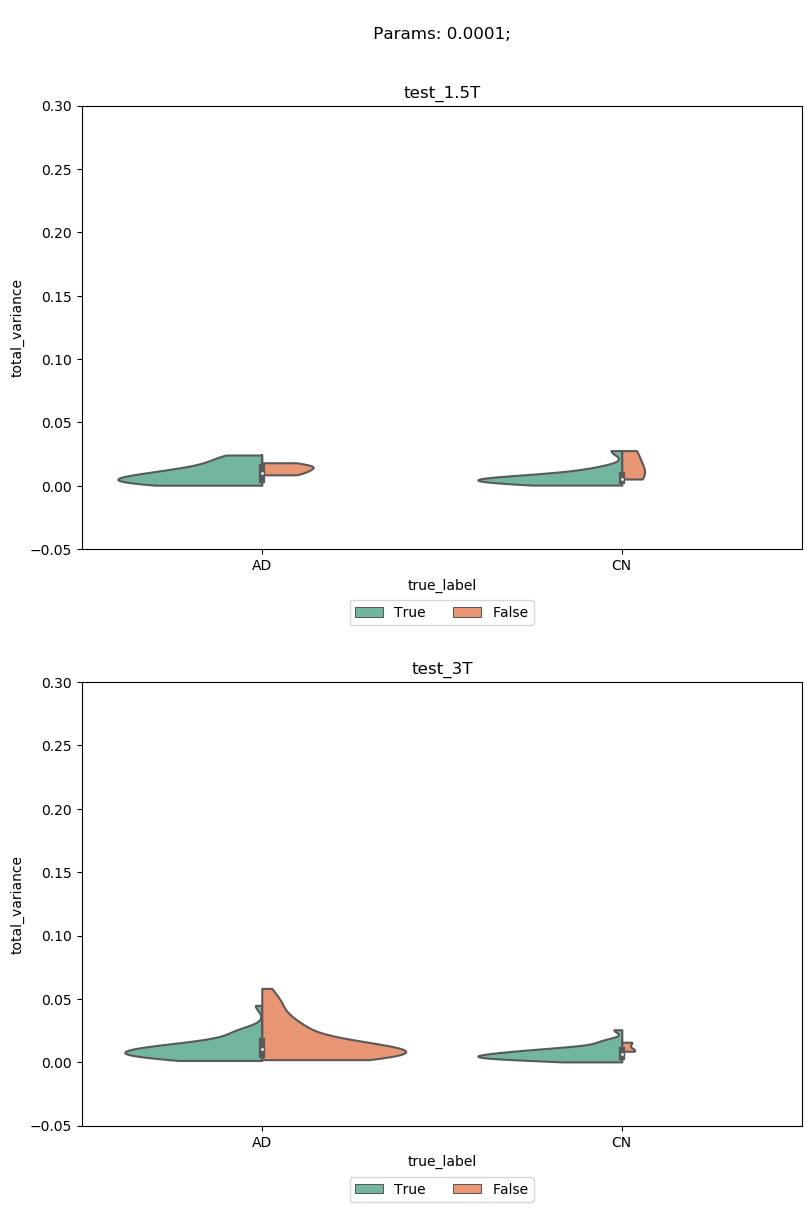 Params: 0.0001;
test_1.5T
0.30
0.25
0.20
0.15
0.10
0.05
0.00
−0.05
total_variance
AD CN
true_label
True False
test_3T
0.30
0.25
0.20
0.15
0.10
0.05
0.00
−0.05
total_variance
AD CN
true_label
True False